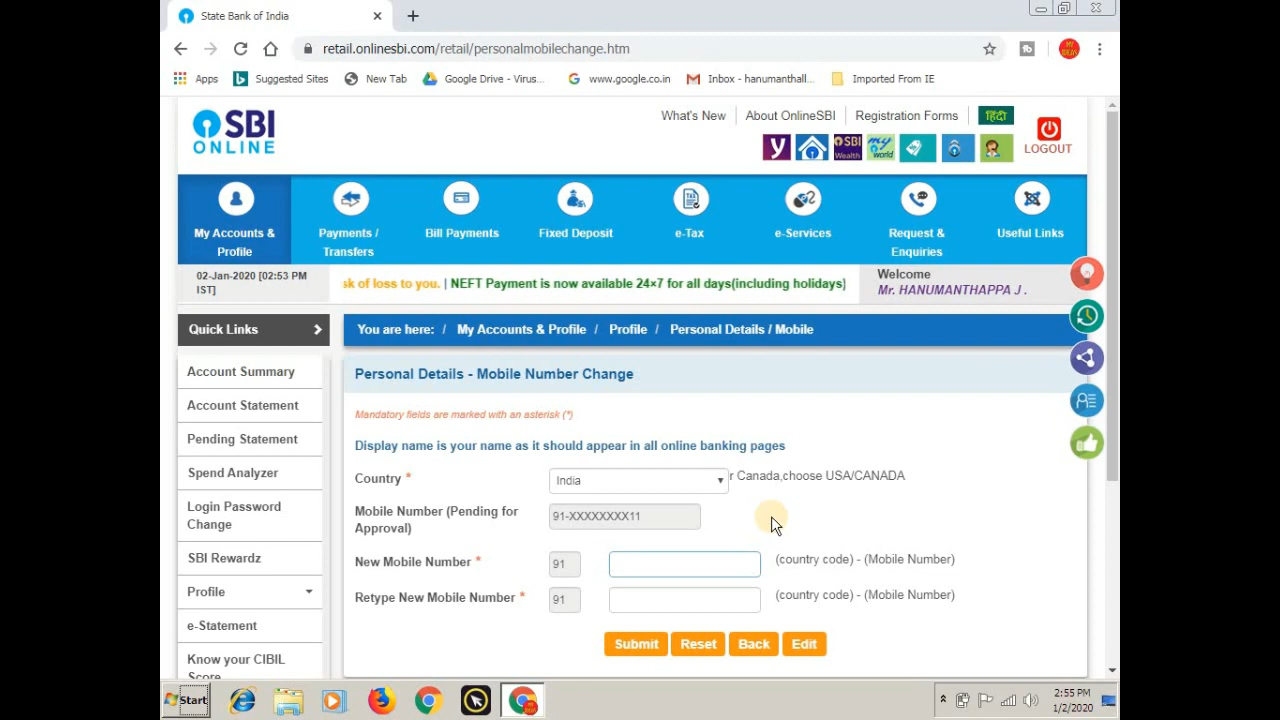 State Bank of India
retail.onlinesbi.com/retail/personalmobilechange.htm
Apps Suggested Sites New Tab Google Drive - Virus... www.google.co.in Inbox - hanumanthall... Imported From IE
SBI
ONLINE
What's New About OnlineSBI Registration Forms हिंदी
SBI
Wealth
my
world
LOGOUT
My Accounts &
Profile
Payments /
Transfers
Bill Payments
Fixed Deposit
e-Tax
e-Services
Request &
Enquiries
Useful Links
02-Jan-2020 [02:53 PM
IST]
sk of loss to you. | NEFT Payment is now available 24×7 for all days(including holidays)
Welcome
Mr. HANUMANTHAPPA J .
Quick Links
You are here: / My Accounts & Profile / Profile / Personal Details / Mobile
Account Summary
Account Statement
Pending Statement
Spend Analyzer
Login Password
Change
SBI Rewardz
Profile
e-Statement
Know your CIBIL
Score
Personal Details - Mobile Number Change
Mandatory fields are marked with an asterisk (*)
Display name is your name as it should appear in all online banking pages
Country * India r Canada,choose USA/CANADA
Mobile Number (Pending for
Approval)
91-XXXXXXXX11
New Mobile Number * 91 (country code) - (Mobile Number)
Retype New Mobile Number * 91 (country code) - (Mobile Number)
Submit Reset Back Edit
Start
2:55 PM
1/2/2020